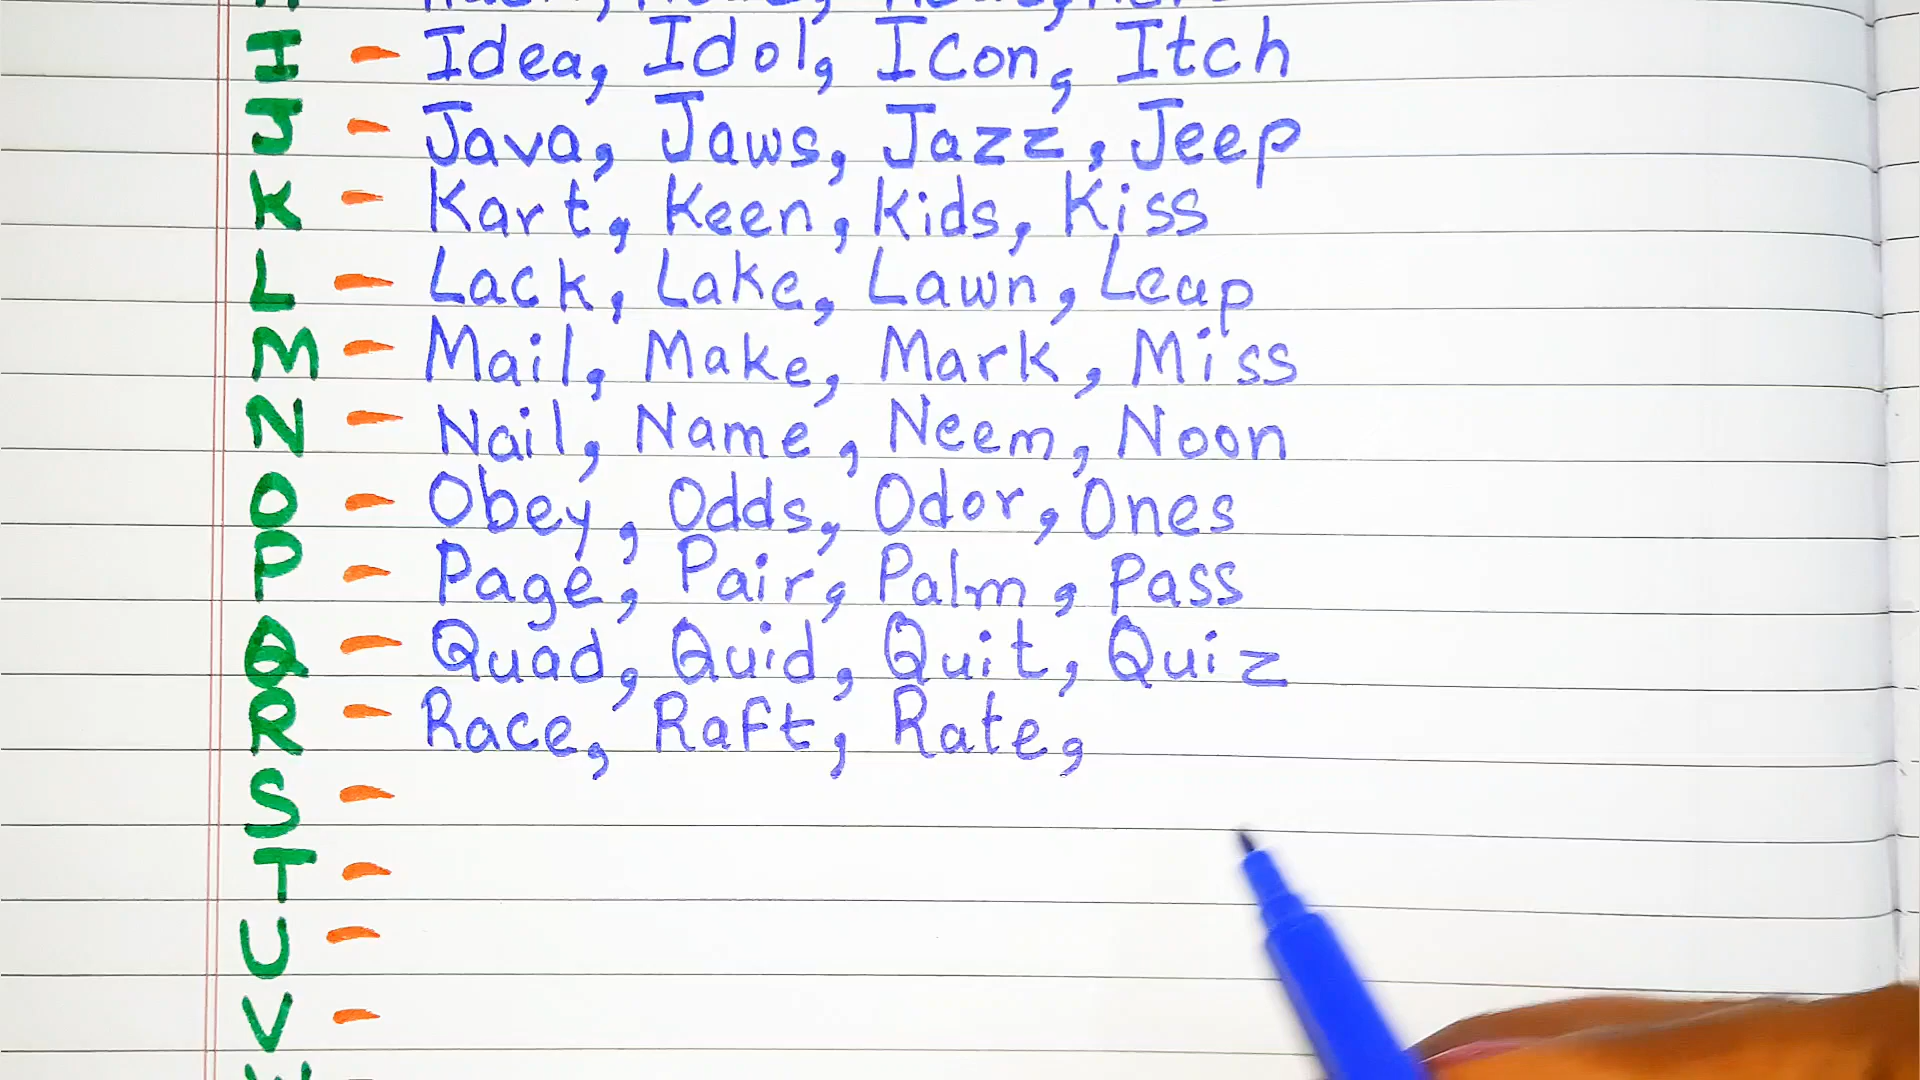 I - Idea, Idol, Icon, Itch
J - Java, Jaws, Jazz, Jeep
K - Kart, Keen, Kids, Kiss
L - Lack, Lake, Lawn, Leap
M - Mail, Make, Mark, Miss
N - Nail, Name, Neem, Noon
O - Obey, Odds, Odor, Ones
P - Page, Pair, Palm, Pass
Q - Quad, Quid, Quit, Quiz
R - Race, Raft, Rate,
S -
T -
U -
V -